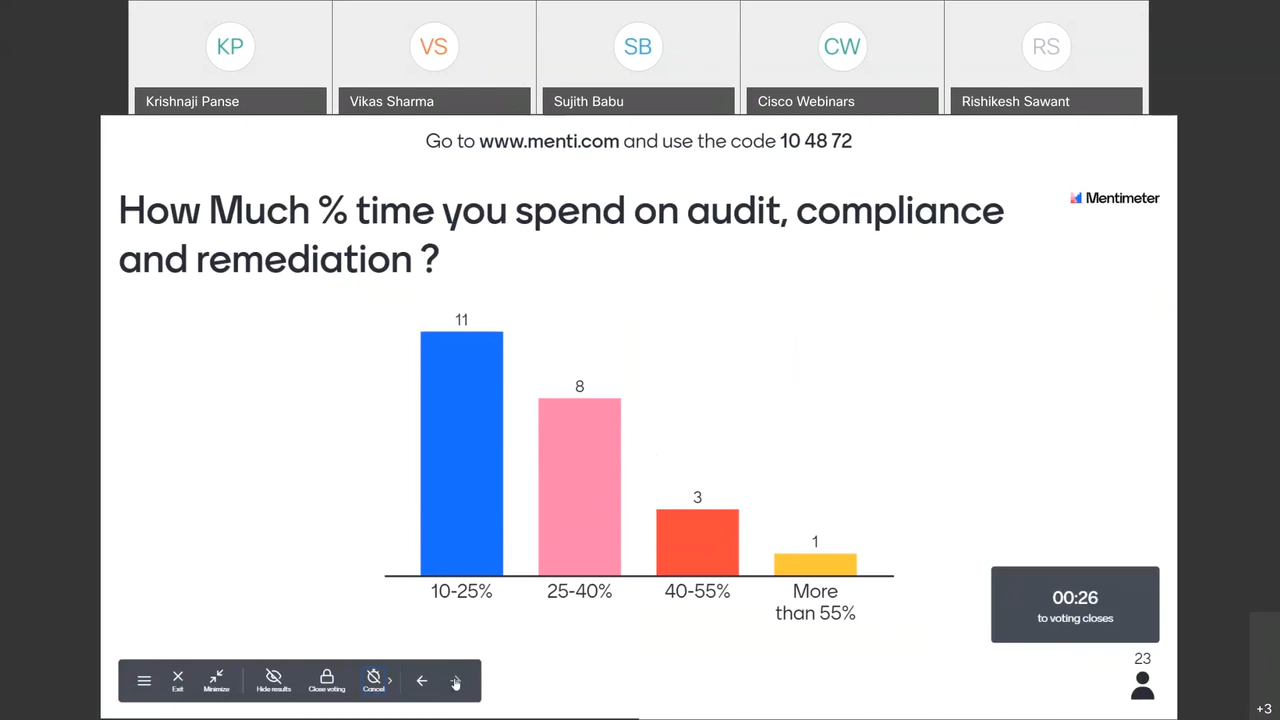 KP
VS
SB
CW
RS
Krishnaji Panse
Vikas Sharma
Sujith Babu
Cisco Webinars
Rishikesh Sawant
Go to www.menti.com and use the code 10 48 72
How Much % time you spend on audit, compliance
and remediation ?
Mentimeter
11
8
3
1
10-25%
25-40%
40-55%
More
than 55%
00:26
to voting closes
23
Exit
Minimize
Hide results
Close voting
Cancel
+3